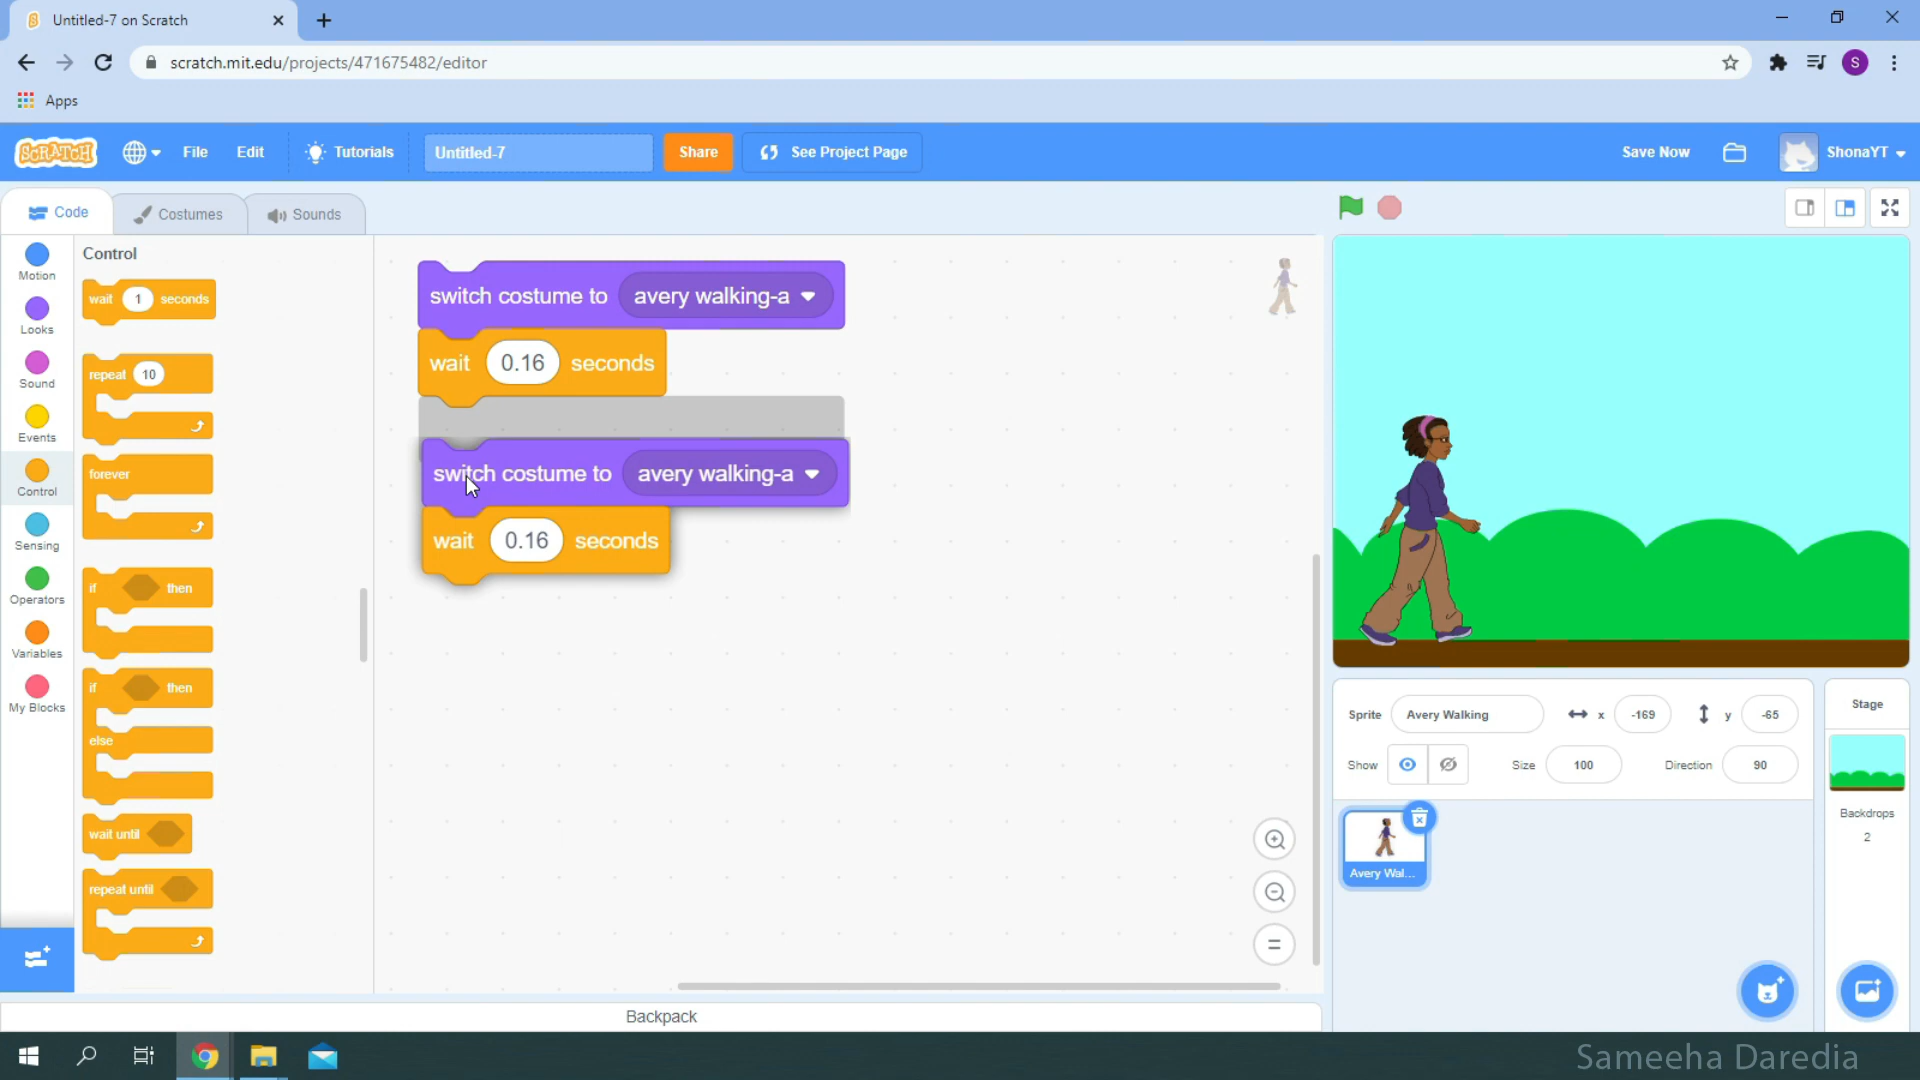 Untitled-7 on Scratch
scratch.mit.edu/projects/471675482/editor
S
Apps
SCRATCH
File
Edit
Tutorials
Untitled-7
Share
See Project Page
Save Now
ShonaYT
Code
Costumes
Sounds
Motion
Looks
Sound
Events
Control
Sensing
Operators
Variables
My Blocks
Control
wait 1 seconds
repeat 10
forever
if then
if then
else
wait until
repeat until
switch costume to avery walking-a
wait 0.16 seconds
switch costume to avery walking-a
wait 0.16 seconds
Backpack
Sprite Avery Walking x -169 y -65
Show Size 100 Direction 90
Avery Wal...
Stage
Backdrops
2
Sameeha Daredia